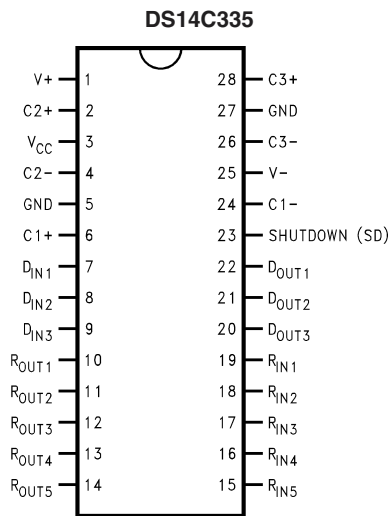 DS14C335
V+ 1 28 C3+
C2+ 2 27 GND
VCC 3 26 C3-
C2- 4 25 V-
GND 5 24 C1-
C1+ 6 23 SHUTDOWN (SD)
DIN1 7 22 DOUT1
DIN2 8 21 DOUT2
DIN3 9 20 DOUT3
ROUT1 10 19 RIN1
ROUT2 11 18 RIN2
ROUT3 12 17 RIN3
ROUT4 13 16 RIN4
ROUT5 14 15 RIN5